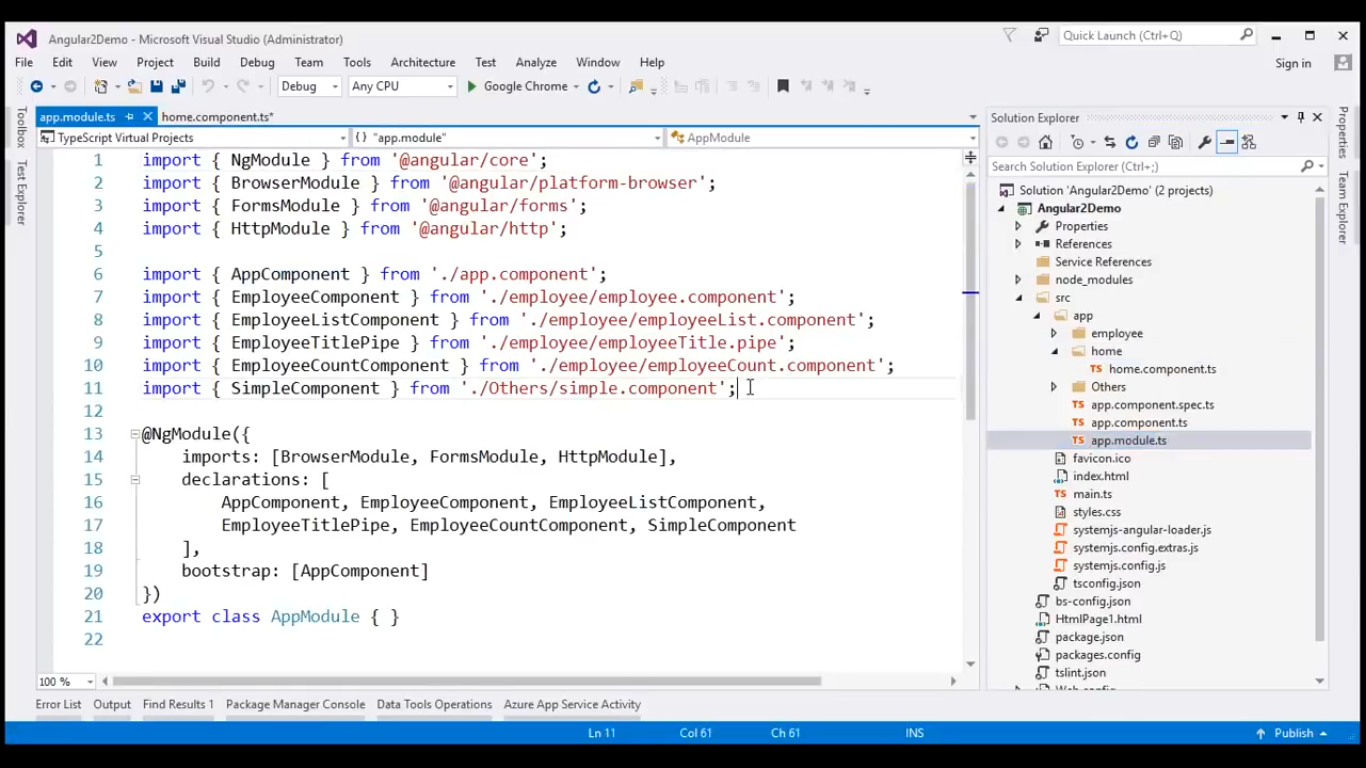 Angular2Demo - Microsoft Visual Studio (Administrator)
Quick Launch (Ctrl+Q)
File Edit View Project Build Debug Team Tools Architecture Test Analyze Window Help
Sign in
Debug Any CPU Google Chrome
app.module.ts home.component.ts*
TypeScript Virtual Projects {} "app.module" AppModule
Toolbox
Test Explorer
1 import { NgModule } from '@angular/core';
2 import { BrowserModule } from '@angular/platform-browser';
3 import { FormsModule } from '@angular/forms';
4 import { HttpModule } from '@angular/http';
5
6 import { AppComponent } from './app.component';
7 import { EmployeeComponent } from './employee/employee.component';
8 import { EmployeeListComponent } from './employee/employeeList.component';
9 import { EmployeeTitlePipe } from './employee/employeeTitle.pipe';
10 import { EmployeeCountComponent } from './employee/employeeCount.component';
11 import { SimpleComponent } from './Others/simple.component';
12
13 @NgModule({
14 imports: [BrowserModule, FormsModule, HttpModule],
15 declarations: [
16 AppComponent, EmployeeComponent, EmployeeListComponent,
17 EmployeeTitlePipe, EmployeeCountComponent, SimpleComponent
18 ],
19 bootstrap: [AppComponent]
20 })
21 export class AppModule { }
22
100 %
Solution Explorer
Search Solution Explorer (Ctrl+;)
Solution 'Angular2Demo' (2 projects)
Angular2Demo
Properties
References
Service References
node_modules
src
app
employee
home
TS home.component.ts
Others
TS app.component.spec.ts
TS app.component.ts
TS app.module.ts
favicon.ico
index.html
TS main.ts
styles.css
systemjs-angular-loader.js
systemjs.config.extras.js
systemjs.config.js
tsconfig.json
bs-config.json
HtmlPage1.html
package.json
packages.config
tslint.json
Web.config
Properties
Team Explorer
Error List Output Find Results 1 Package Manager Console Data Tools Operations Azure App Service Activity
Ln 11 Col 61 Ch 61 INS Publish